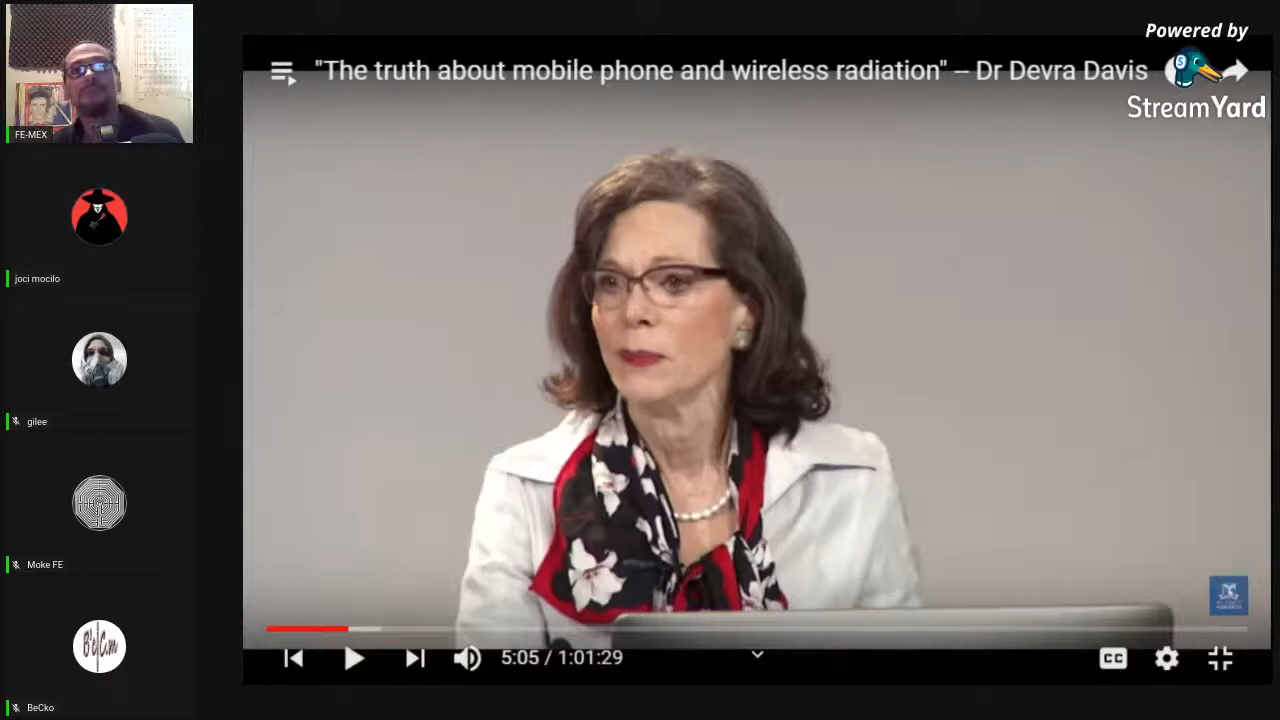 Powered by
StreamYard
"The truth about mobile phone and wireless radiation" -- Dr Devra Davis
FE-MEX
joci mocilo
gilee
Moke FE
BeCko
5:05 / 1:01:29
CC